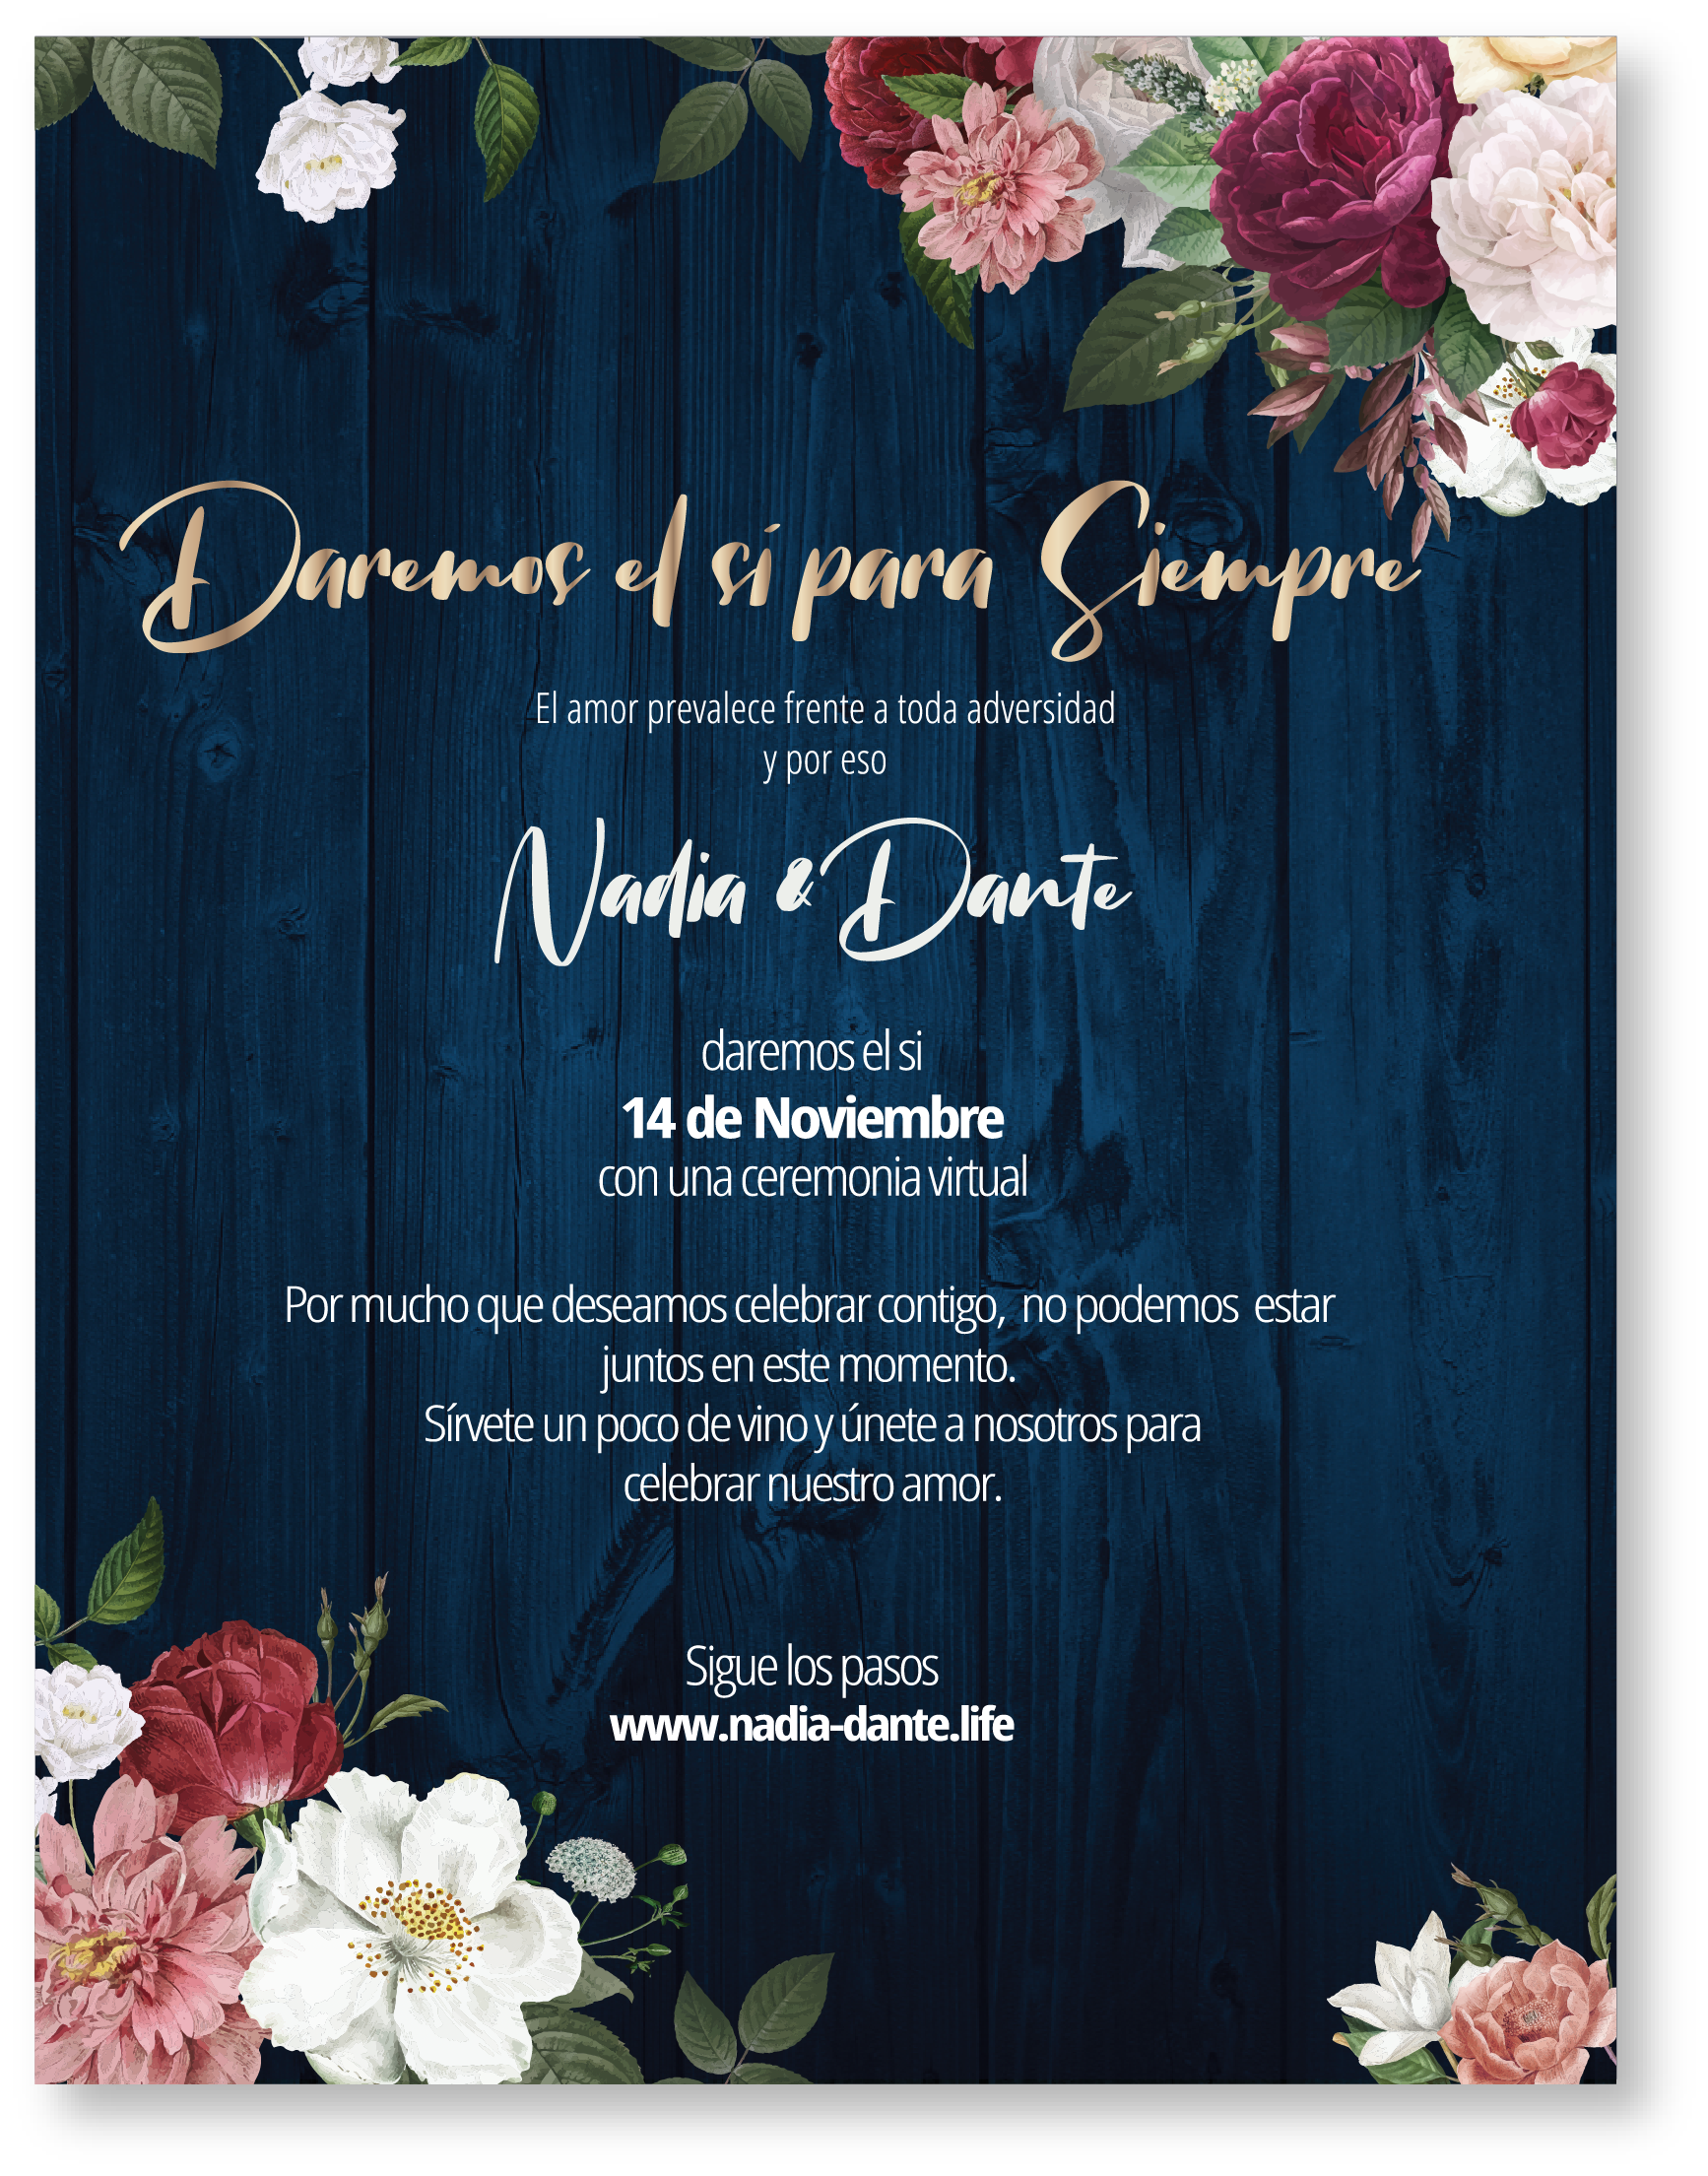 Daremos el sí para Siempre
El amor prevalece frente a toda adversidad
y por eso
Nadia & Dante
daremos el si
14 de Noviembre
con una ceremonia virtual
Por mucho que deseamos celebrar contigo, no podemos estar
juntos en este momento.
Sírvete un poco de vino y únete a nosotros para
celebrar nuestro amor.
Sigue los pasos
www.nadia-dante.life